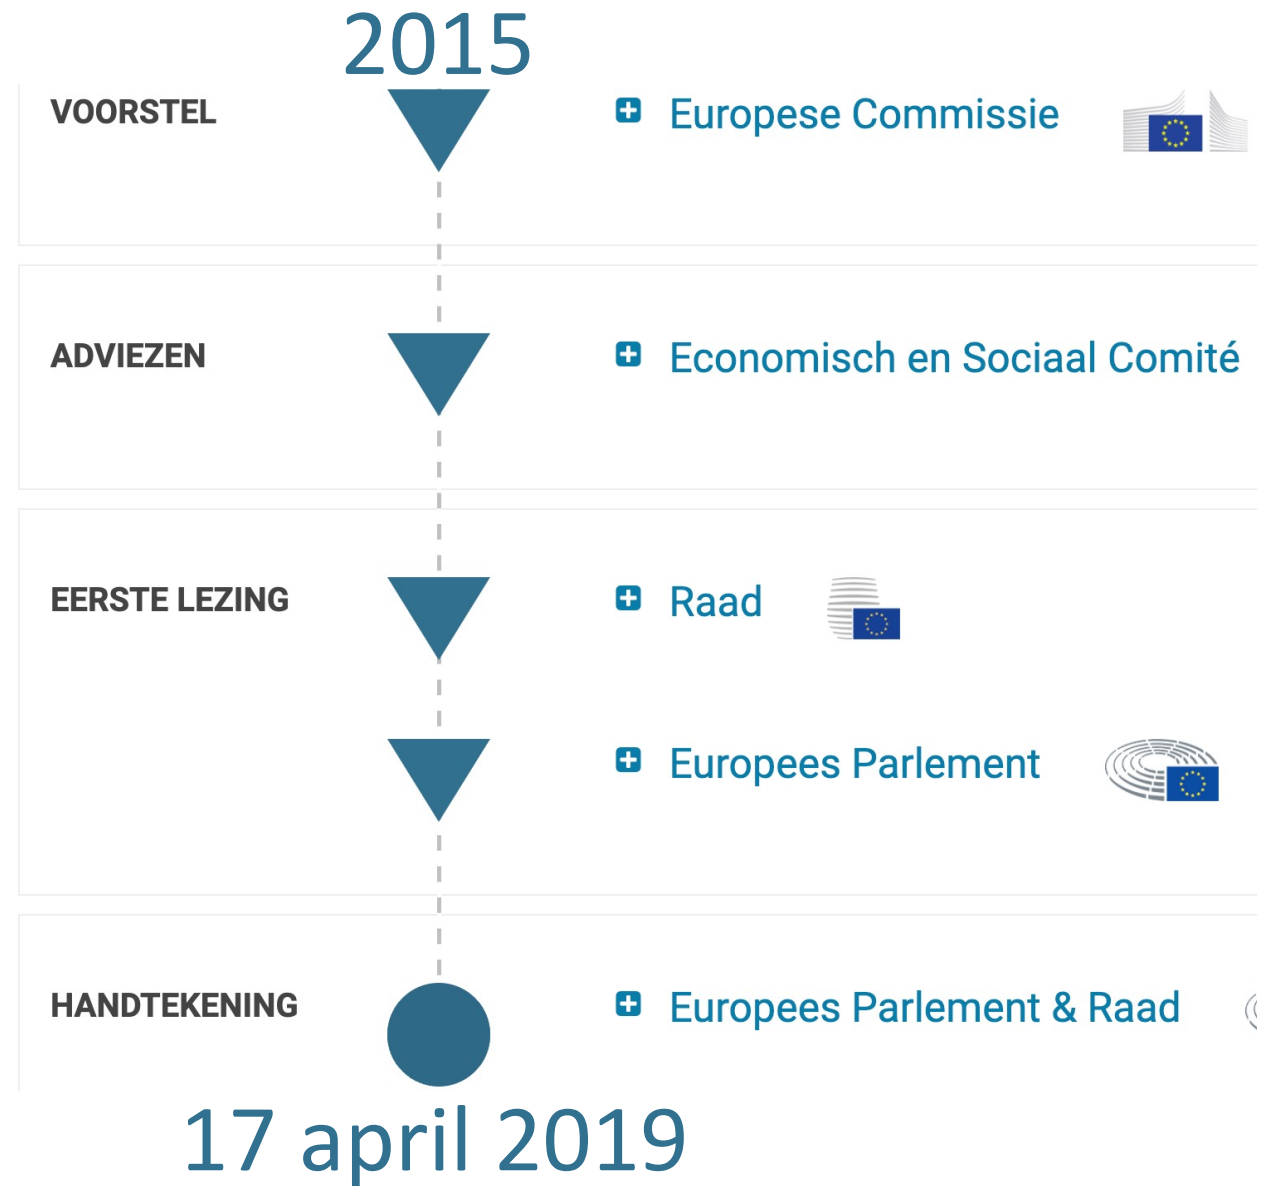 2015
VOORSTEL
Europese Commissie
ADVIEZEN
Economisch en Sociaal Comité
EERSTE LEZING
Raad
Europees Parlement
HANDTEKENING
Europees Parlement & Raad
17 april 2019